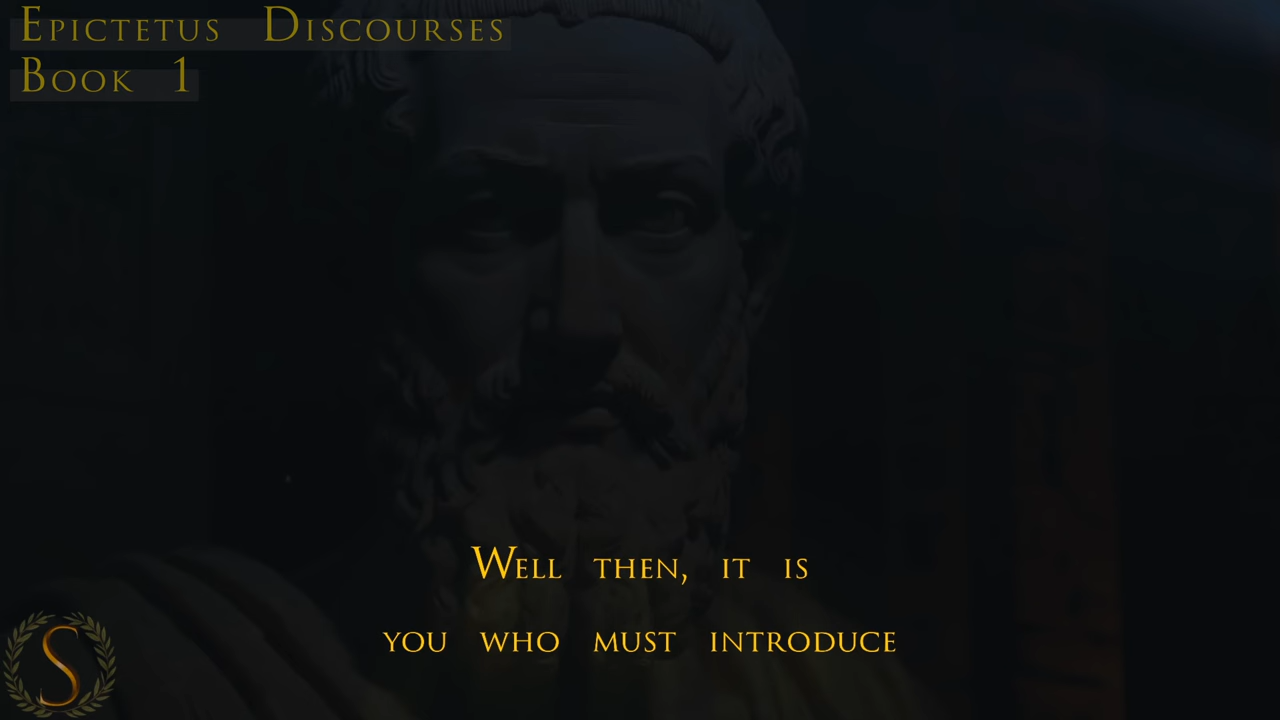 Epictetus Discourses
Book 1
Well then, it is
you who must introduce
S